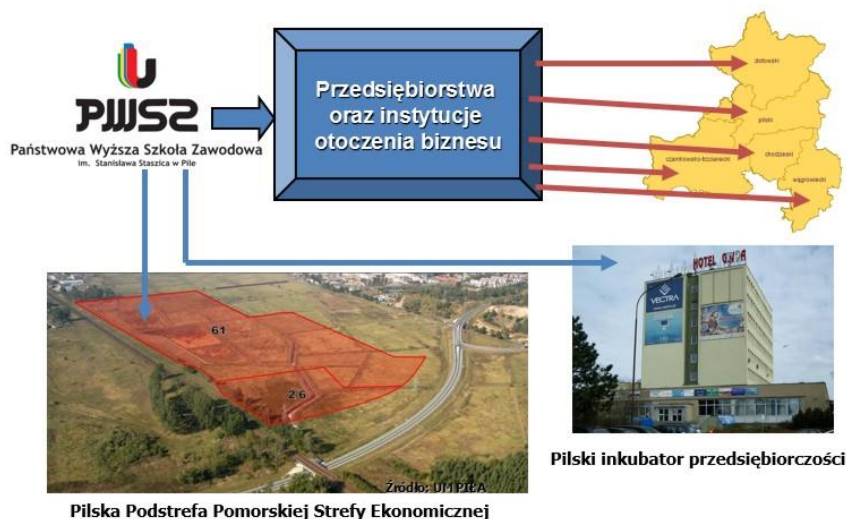 PWSZ
Państwowa Wyższa Szkoła Zawodowa
im. Stanisława Staszica w Pile
Przedsiębiorstwa
oraz instytucje
otoczenia biznesu
złotowski
pilski
czarnkowsko-trzcianecki
chodzieski
wągrowiecki
61
26
Źródło: UM PIŁA
Pilska Podstrefa Pomorskiej Strefy Ekonomicznej
HOTEL
VECTRA
Pilski inkubator przedsiębiorczości